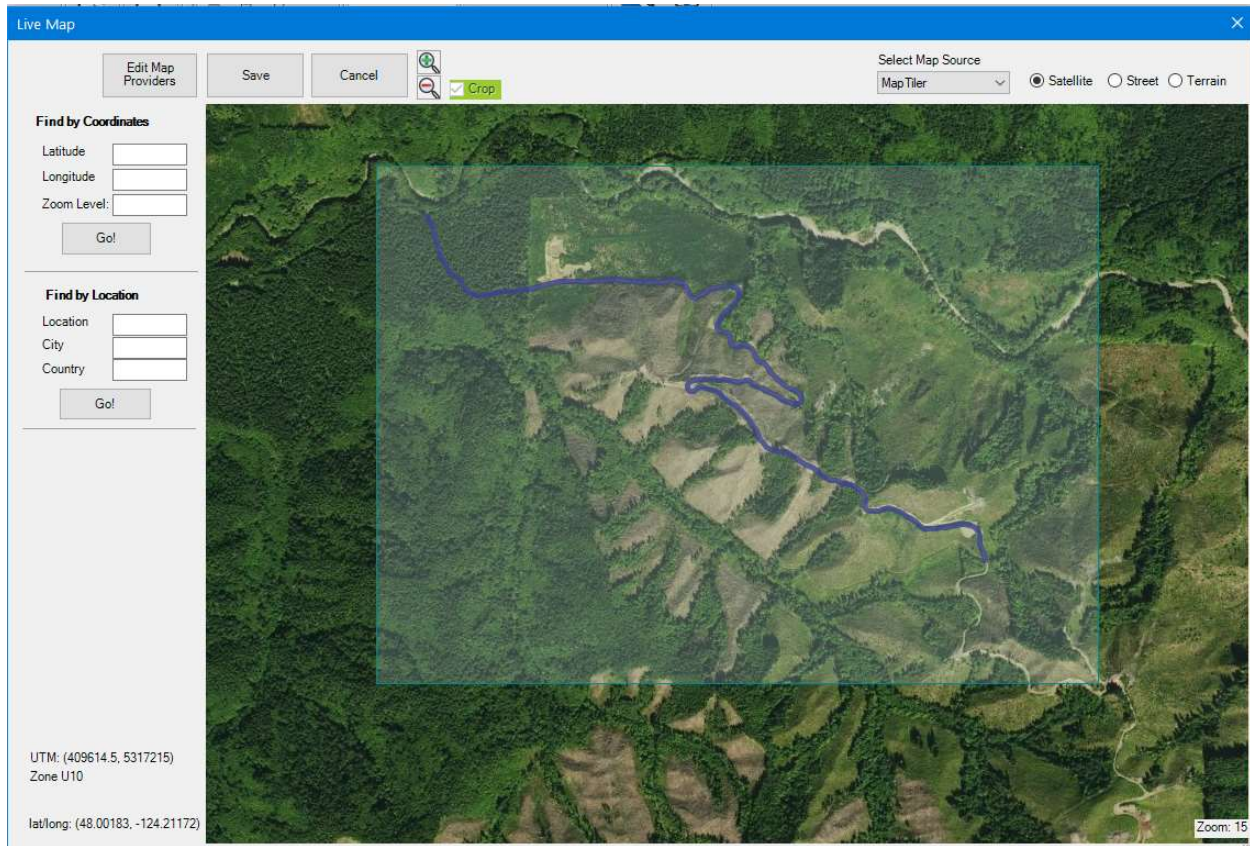 Live Map
Edit Map
Providers
Save
Cancel
Crop
Select Map Source
MapTiler
Satellite
Street
Terrain
Find by Coordinates
Latitude
Longitude
Zoom Level:
Go!
Find by Location
Location
City
Country
Go!
UTM: (409614.5, 5317215)
Zone U10
lat/long: (48.00183, -124.21172)
Zoom: 15